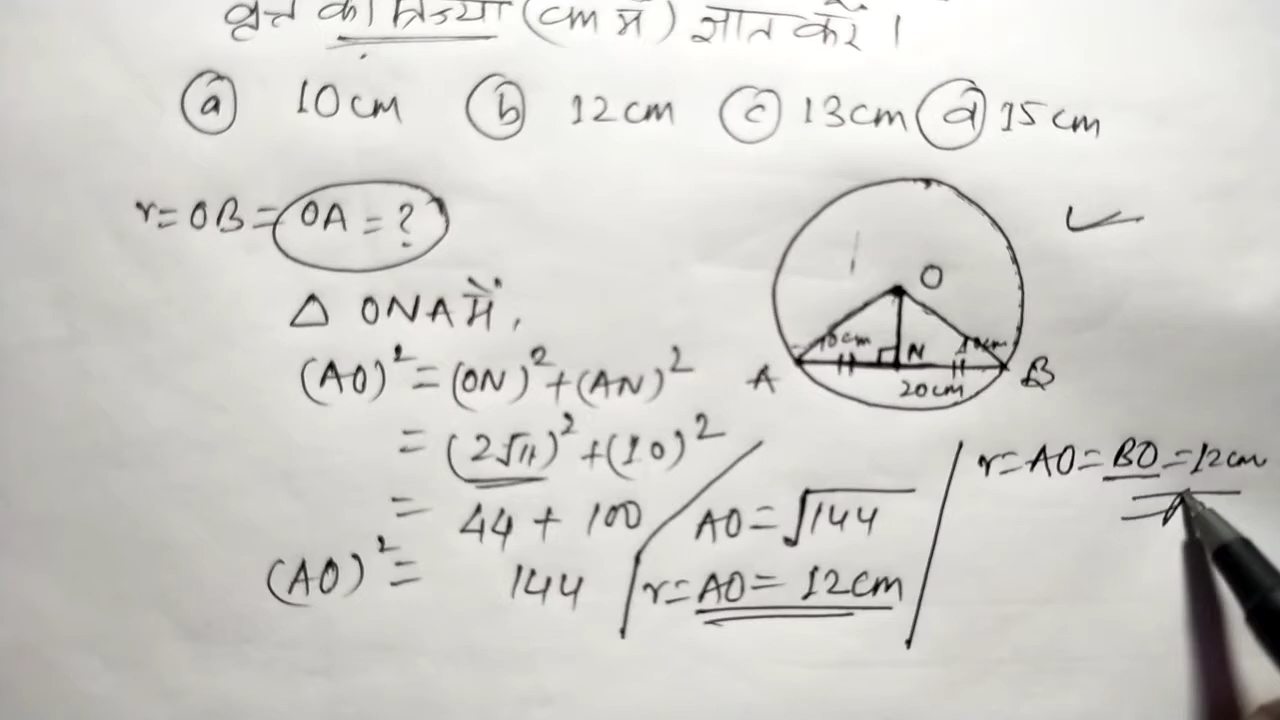 वृत्त की त्रिज्या (cm में) ज्ञात करें।
ⓐ 10cm ⓑ 12cm ⓒ 13cm ⓓ 15cm
r=OB=OA=?
△ ONA में,
(AO)²=(ON)²+(AN)²
=(2√11)²+(10)²
= 44+100
(AO)²= 144
AO=√144
r=AO= 12cm
r=AO=BO=12cm
O
10cm
10cm
N
A
B
20cm